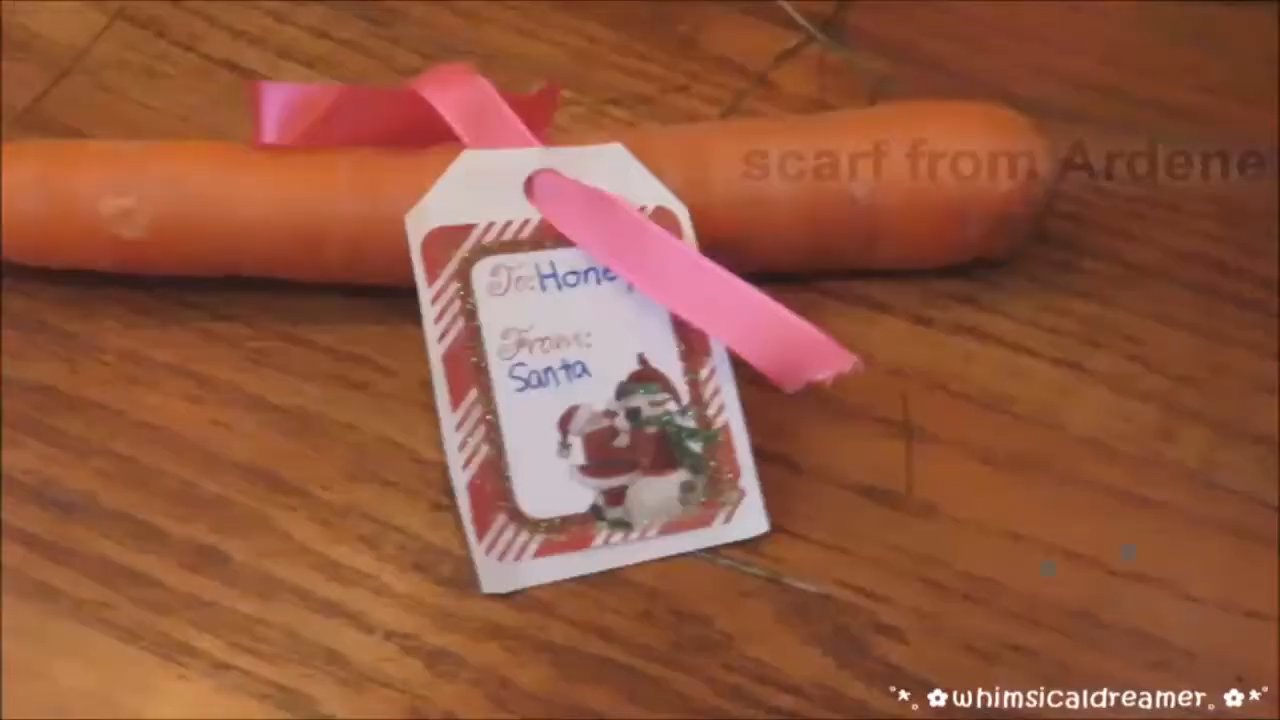 scarf from Ardene
To: Honey
From:
Santa
°*。✿whimsicaldreamer。✿*°